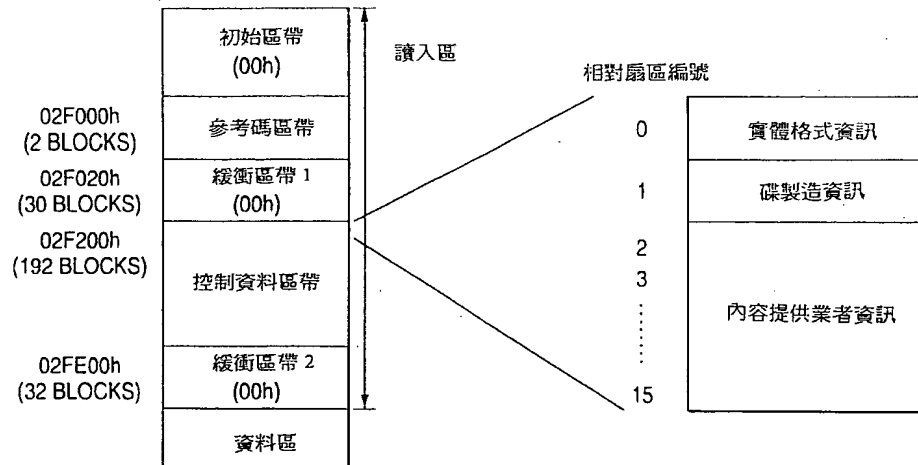 初始區帶
(00h)
讀入區
02F000h
(2 BLOCKS)
參考碼區帶
02F020h
(30 BLOCKS)
緩衝區帶 1
(00h)
02F200h
(192 BLOCKS)
控制資料區帶
02FE00h
(32 BLOCKS)
緩衝區帶 2
(00h)
資料區
相對扇區編號
0
實體格式資訊
1
碟製造資訊
2
3
內容提供業者資訊
15